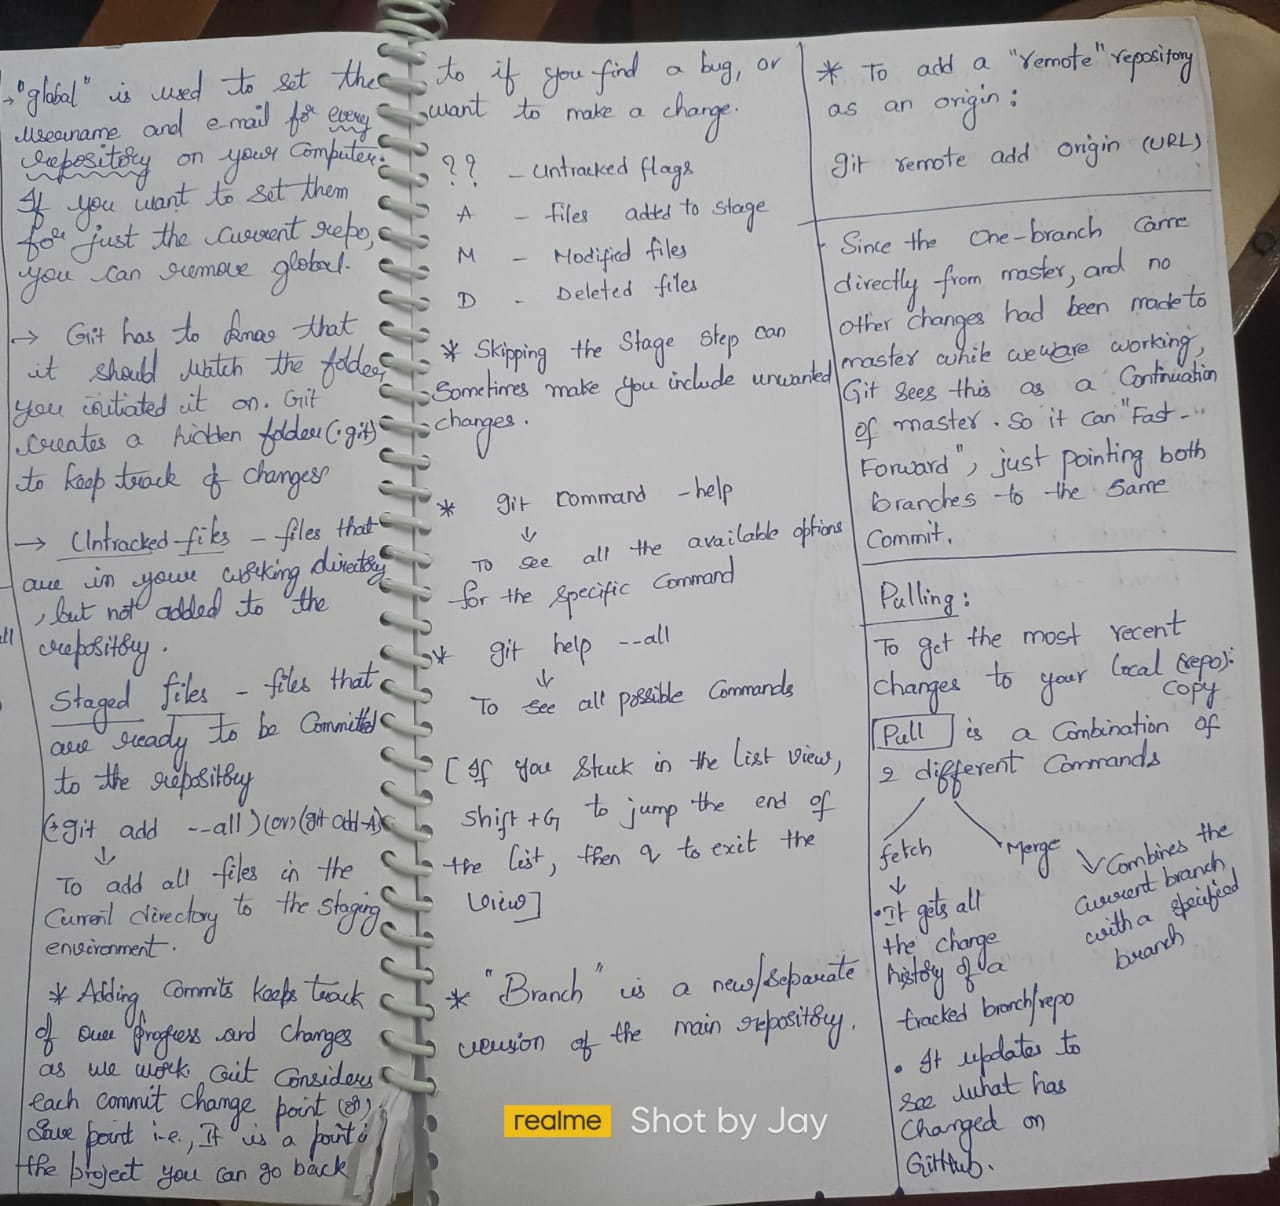 → "global" is used to set the
username and e-mail for every
repository on your Computer.
If you want to set them
for just the current repo,
you can remove global.
→ Git has to know that
it should watch the folder
you initiated it on. Git
creates a hidden folder (.git)
to keep track of changes
→ Untracked files - files that
are in your working directory
, but not added to the
repository.
Staged files - files that
are ready to be Committed
to the repository
(git add --all) (or) (git add -A)
↓
To add all files in the
Current directory to the staging
environment.
* Adding Commits keeps track
of our progress and changes
as we work. Git Considers
each commit change point (or)
Save point i.e., It is a point in
the project you can go back
to if you find a bug, or
want to make a change.
?? - Untracked flags
A - files added to stage
M - Modified files
D - Deleted files
* Skipping the Stage Step can
Sometimes make you include unwanted
changes.
* git command -help
↓
To see all the available options
for the specific Command
* git help --all
↓
To see all possible Commands
[ If you stuck in the list view,
shift + G to jump the end of
the list, then q to exit the
view]
* "Branch" is a new/separate
version of the main repository.
* To add a "remote" repository
as an origin:
git remote add origin (URL)
Since the One-branch Came
directly from master, and no
other changes had been made to
master while we were working,
Git sees this as a Continuation
of master. So it can "Fast-
Forward", just pointing both
branches to the same
Commit.
Pulling:
To get the most recent
changes to your local (repo):
copy
Pull is a Combination of
2 different Commands
fetch Merge
↓
• It gets all
the change
history of a
tracked branch/repo
• It updates to
see what has
Changed on
GitHub.
↓ Combines the
current branch,
with a specified
branch
all
realme Shot by Jay